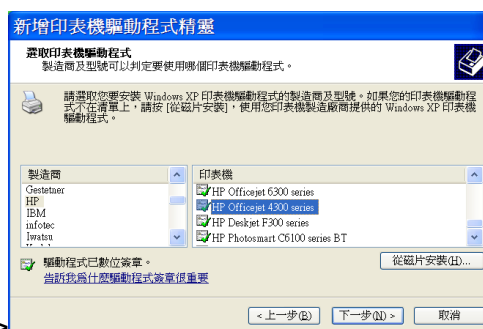 新增印表機驅動程式精靈
選取印表機驅動程式
製造商及型號可以判定要使用哪個印表機驅動程式。
請選取您要安裝 Windows XP 印表機驅動程式的製造商及型號。如果您的印表機驅動程
式不在清單上，請按 [從磁片安裝]，使用您印表機製造廠商提供的 Windows XP 印表機
驅動程式。
製造商
Gestetner
HP
IBM
infotec
Iwatsu
印表機
HP Officejet 6300 series
HP Officejet 4300 series
HP Deskjet F300 series
HP Photosmart C6100 series BT
驅動程式已數位簽章。
告訴我為什麼驅動程式簽章很重要
從磁片安裝(H)...
< 上一步(B)
下一步(N) >
取消